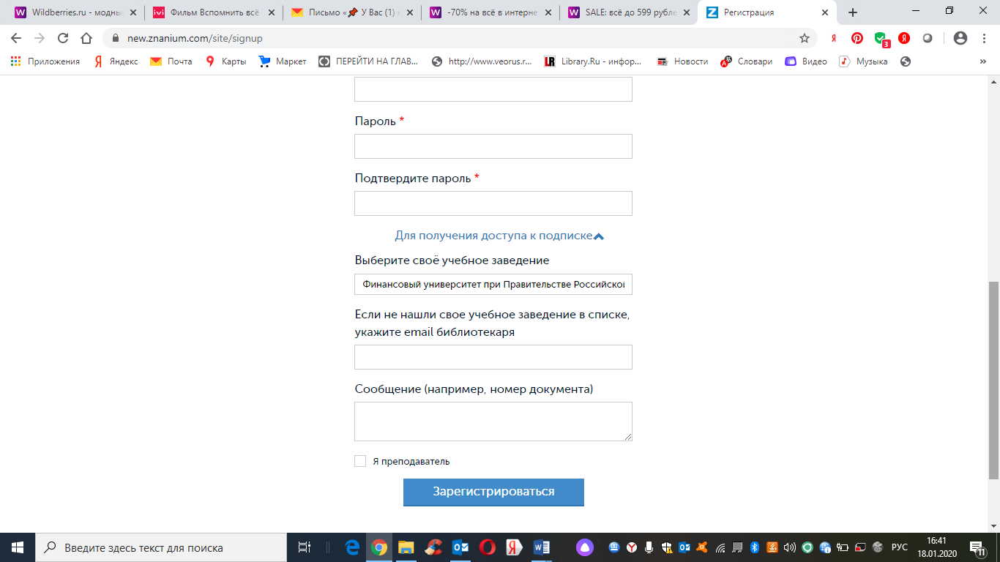 Wildberries.ru - модны
Фильм Вспомнить всё
Письмо «📌 У Вас (1) н
-70% на всё в интерне
SALE: всё до 599 рубле
Регистрация
new.znanium.com/site/signup
3
Приложения
Яндекс
Почта
Карты
Маркет
ПЕРЕЙТИ НА ГЛАВ...
http://www.veorus.r...
Library.Ru - инфор...
Новости
Словари
Видео
Музыка
»
Пароль *
Подтвердите пароль *
Для получения доступа к подписке
Выберите своё учебное заведение
Финансовый университет при Правительстве Российской
Если не нашли свое учебное заведение в списке,
укажите email библиотекаря
Сообщение (например, номер документа)
Я преподаватель
Зарегистрироваться
Введите здесь текст для поиска
РУС
16:41
18.01.2020
11